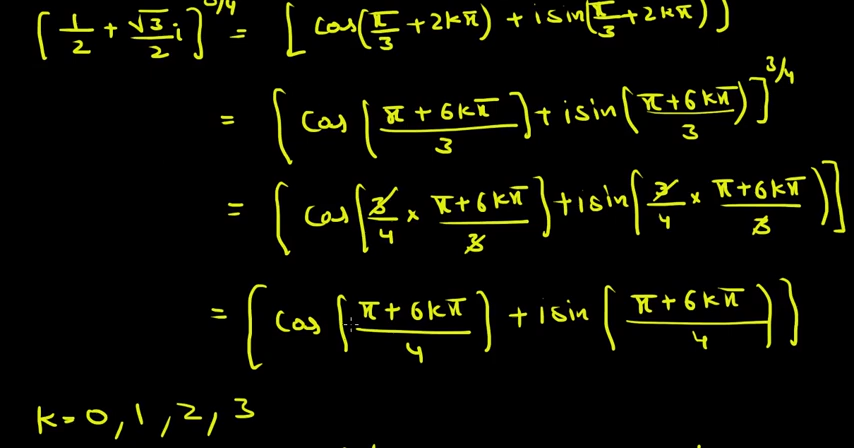 [1/2 + √3/2 i]^3/4 = [cos(π/3 + 2kπ) + i sin(π/3 + 2kπ)]
= [cos(π + 6kπ / 3) + i sin(π + 6kπ / 3)]^3/4
= [cos(3/4 × π + 6kπ / 3) + i sin(3/4 × π + 6kπ / 3)]
= [cos(π + 6kπ / 4) + i sin(π + 6kπ / 4)]
k = 0, 1, 2, 3